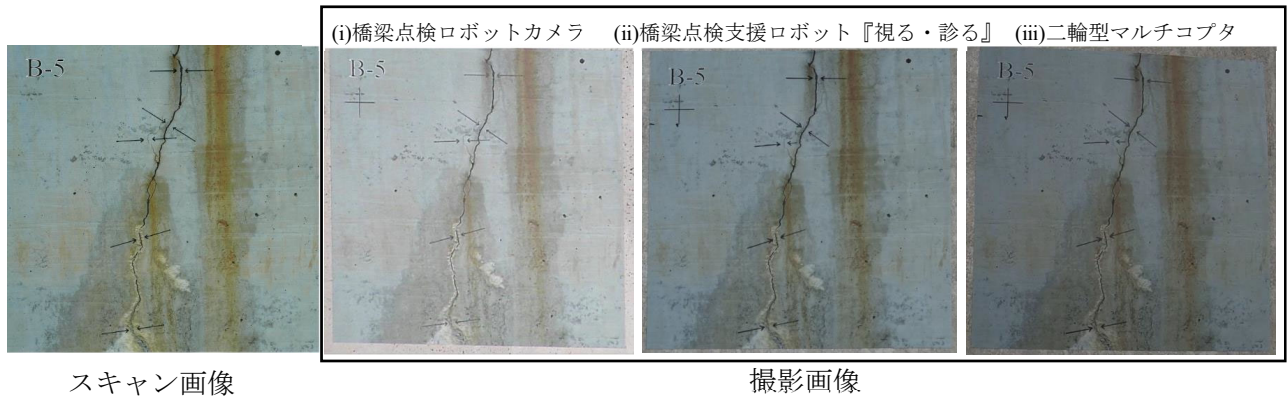 (i)橋梁点検ロボットカメラ
(ii)橋梁点検支援ロボット『視る・診る』
(iii)二輪型マルチコプタ
B-5
B-5
B-5
B-5
スキャン画像
撮影画像